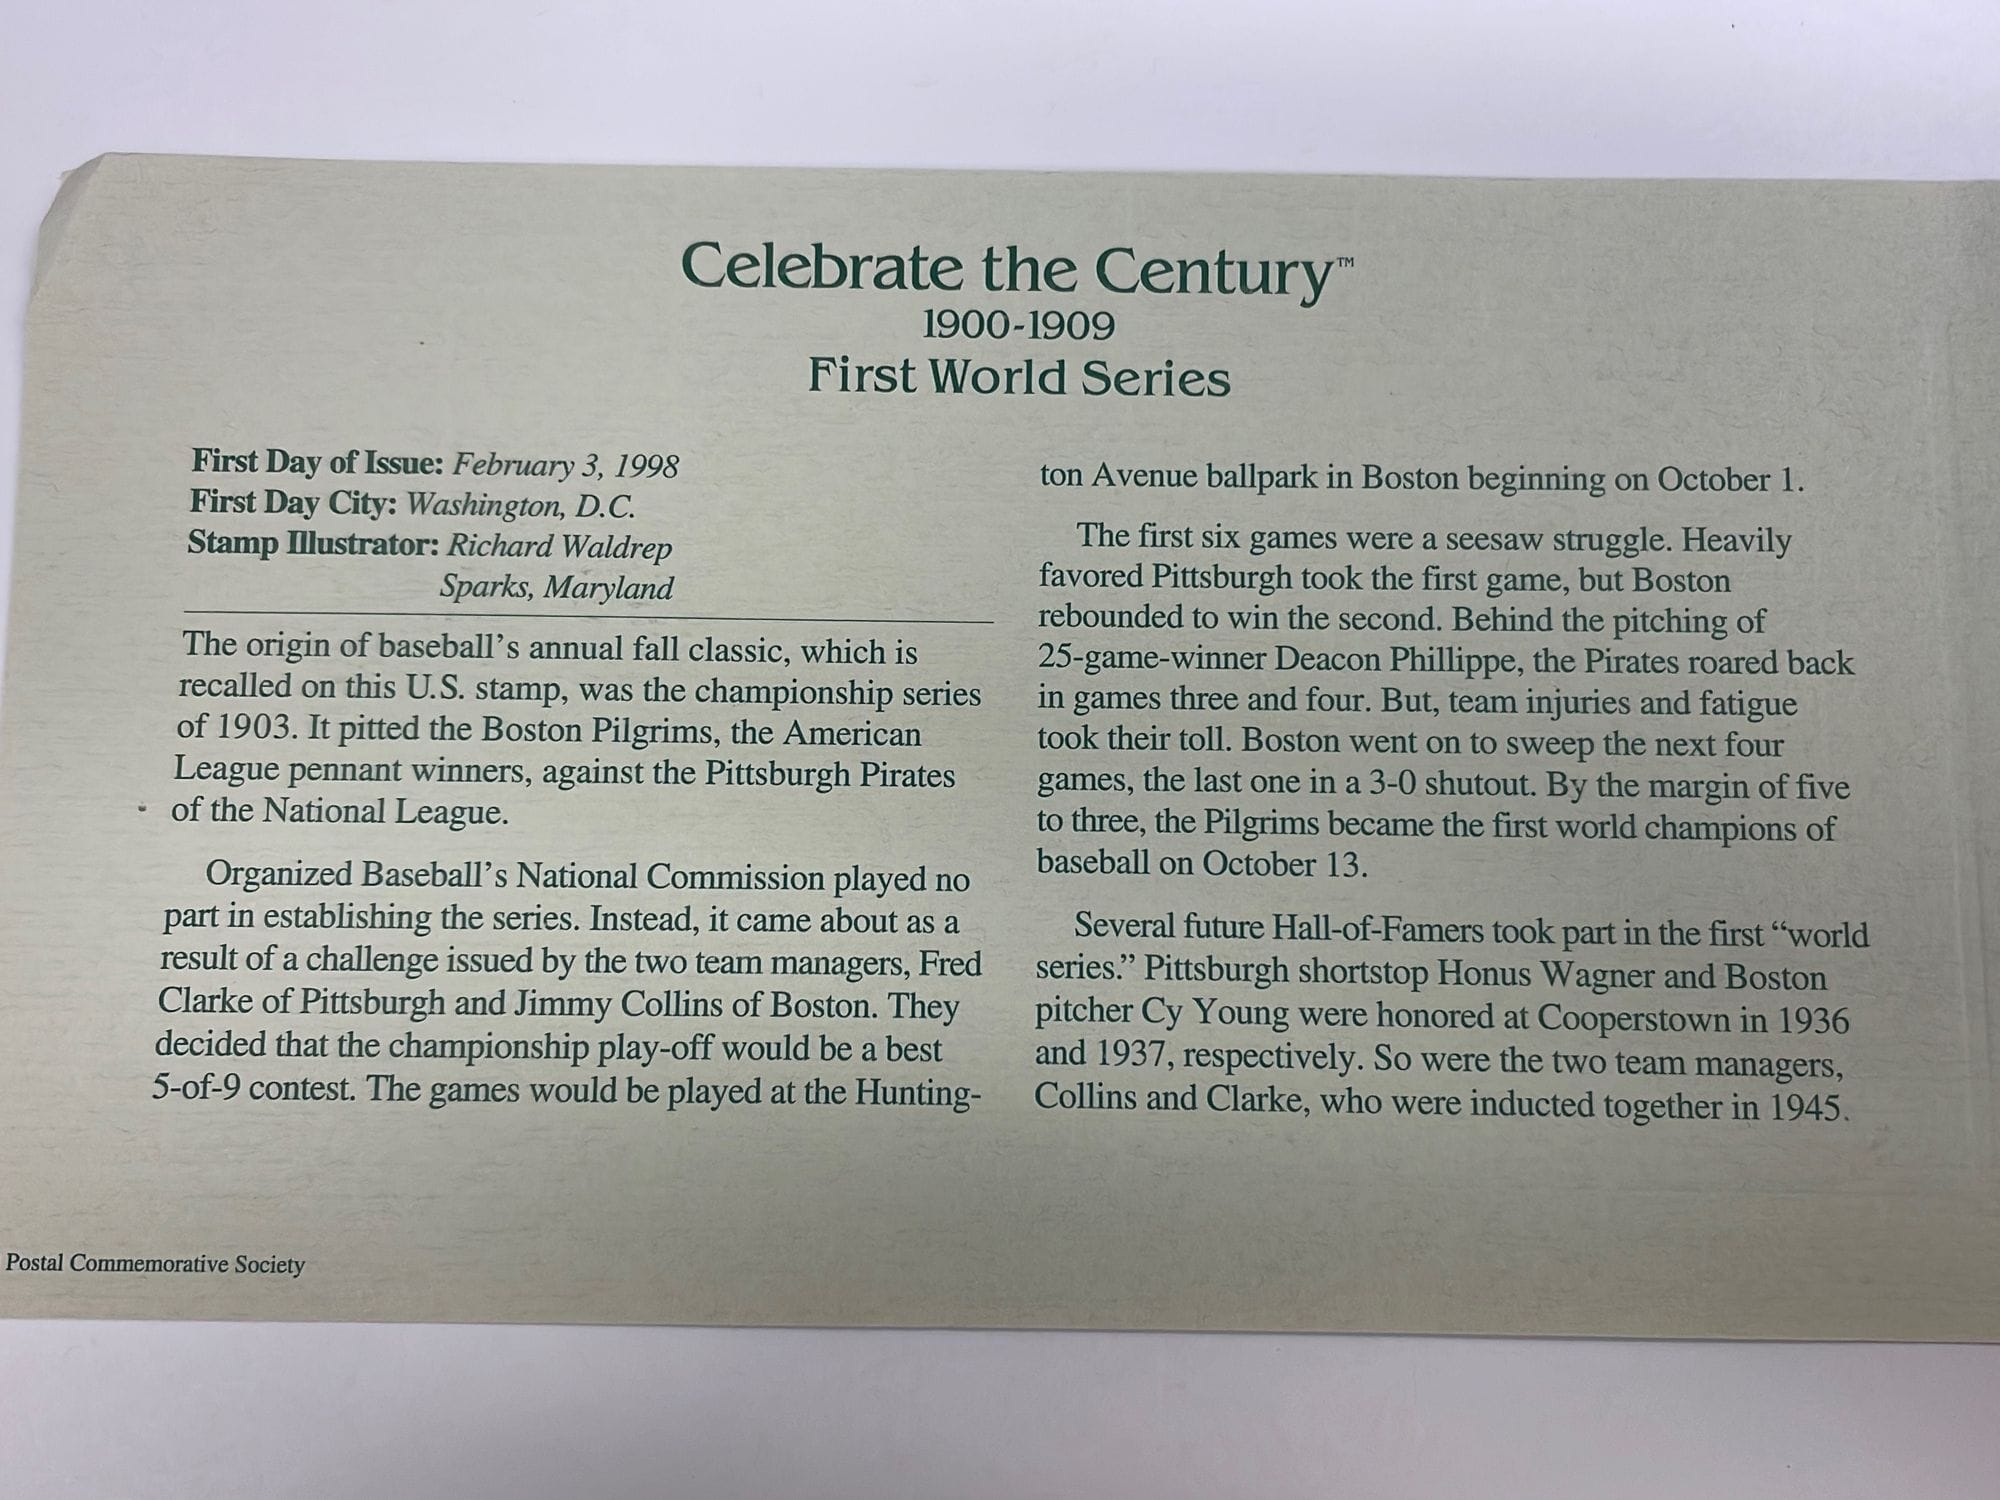 Celebrate the Century™
1900-1909
First World Series
First Day of Issue: February 3, 1998
First Day City: Washington, D.C.
Stamp Illustrator: Richard Waldrep
Sparks, Maryland
The origin of baseball's annual fall classic, which is
recalled on this U.S. stamp, was the championship series
of 1903. It pitted the Boston Pilgrims, the American
League pennant winners, against the Pittsburgh Pirates
of the National League.
Organized Baseball's National Commission played no
part in establishing the series. Instead, it came about as a
result of a challenge issued by the two team managers, Fred
Clarke of Pittsburgh and Jimmy Collins of Boston. They
decided that the championship play-off would be a best
5-of-9 contest. The games would be played at the Hunting-
ton Avenue ballpark in Boston beginning on October 1.
The first six games were a seesaw struggle. Heavily
favored Pittsburgh took the first game, but Boston
rebounded to win the second. Behind the pitching of
25-game-winner Deacon Phillippe, the Pirates roared back
in games three and four. But, team injuries and fatigue
took their toll. Boston went on to sweep the next four
games, the last one in a 3-0 shutout. By the margin of five
to three, the Pilgrims became the first world champions of
baseball on October 13.
Several future Hall-of-Famers took part in the first “world
series.” Pittsburgh shortstop Honus Wagner and Boston
pitcher Cy Young were honored at Cooperstown in 1936
and 1937, respectively. So were the two team managers,
Collins and Clarke, who were inducted together in 1945.
Postal Commemorative Society